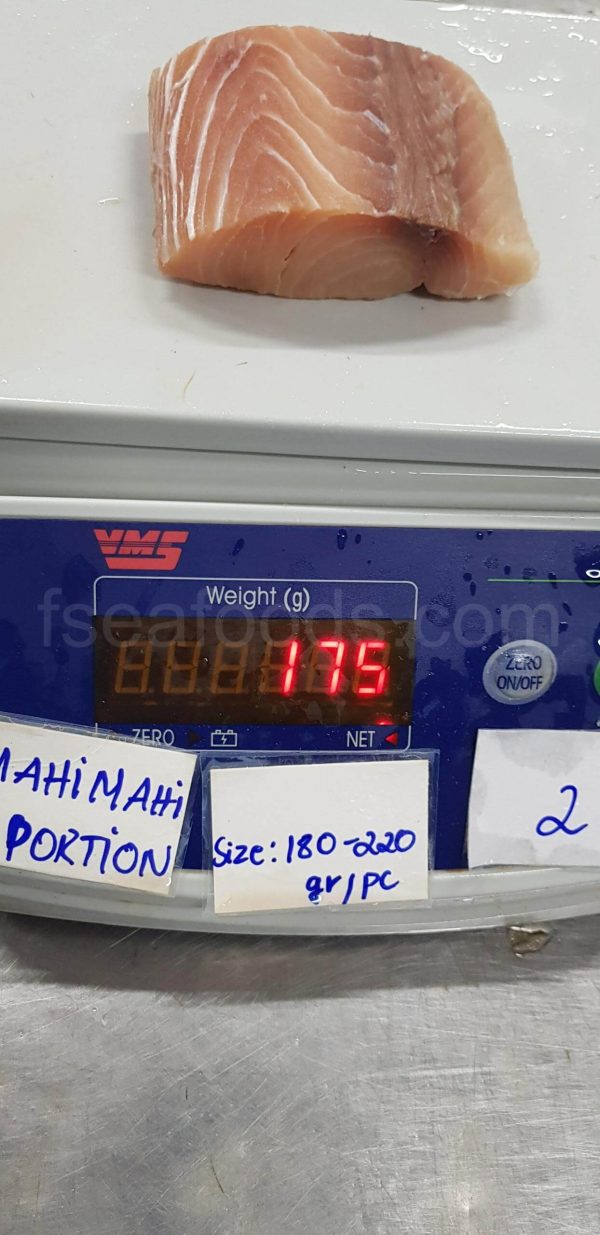 VMS
Weight (g)
fseafoods.com
175
ZERO
ON/OFF
ZERO
NET
MAHiMAHi
PORTiON
Size: 180-220
gr/pc
2